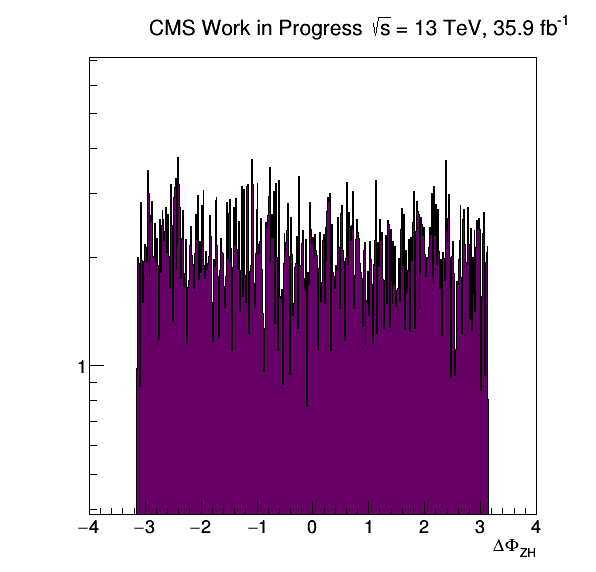 CMS Work in Progress √s = 13 TeV, 35.9 fb⁻¹
1
−4 −3 −2 −1 0 1 2 3 4
ΔΦ_ZH